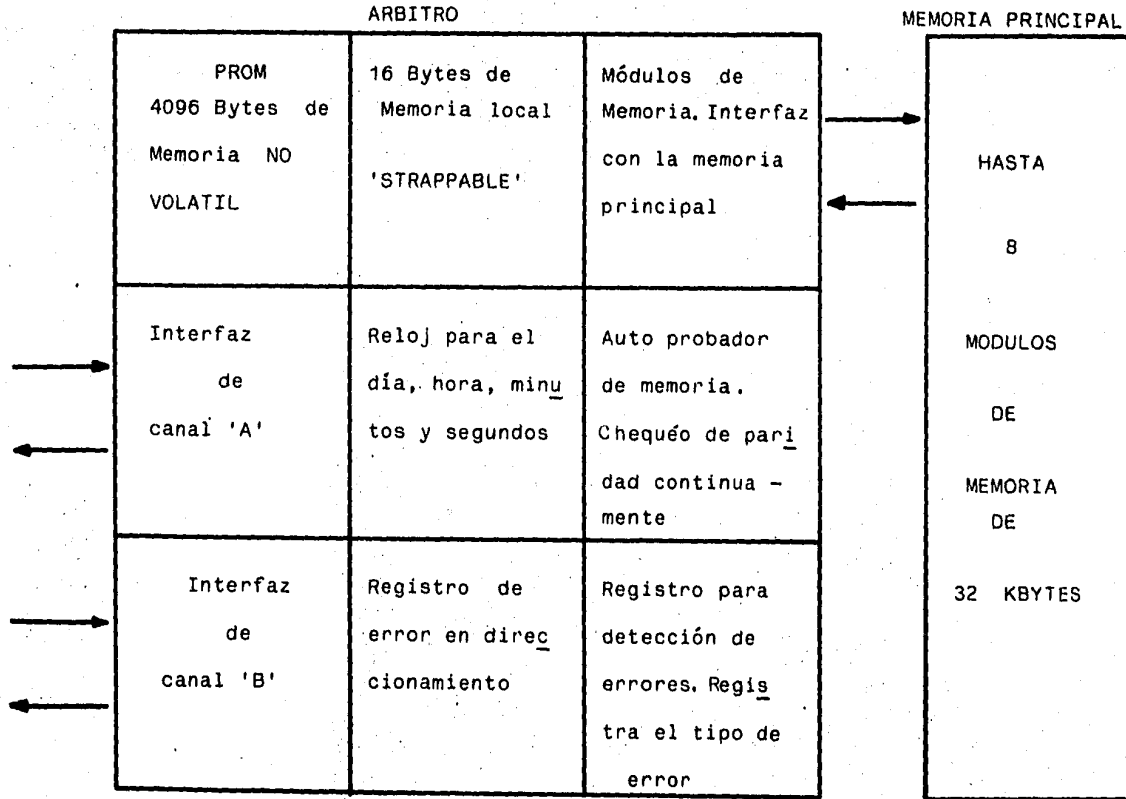 ARBITRO
MEMORIA PRINCIPAL
PROM
4096 Bytes de
Memoria NO
VOLATIL
16 Bytes de
Memoria local
'STRAPPABLE'
Módulos de
Memoria. Interfaz
con la memoria
principal
HASTA
8
MODULOS
DE
MEMORIA
DE
32 KBYTES
Interfaz
de
canal 'A'
Reloj para el
día, hora, minu
tos y segundos
Auto probador
de memoria.
Chequéo de pari
dad continua -
mente
Interfaz
de
canal 'B'
Registro de
error en direc
cionamiento
Registro para
detección de
errores. Regis
tra el tipo de
error